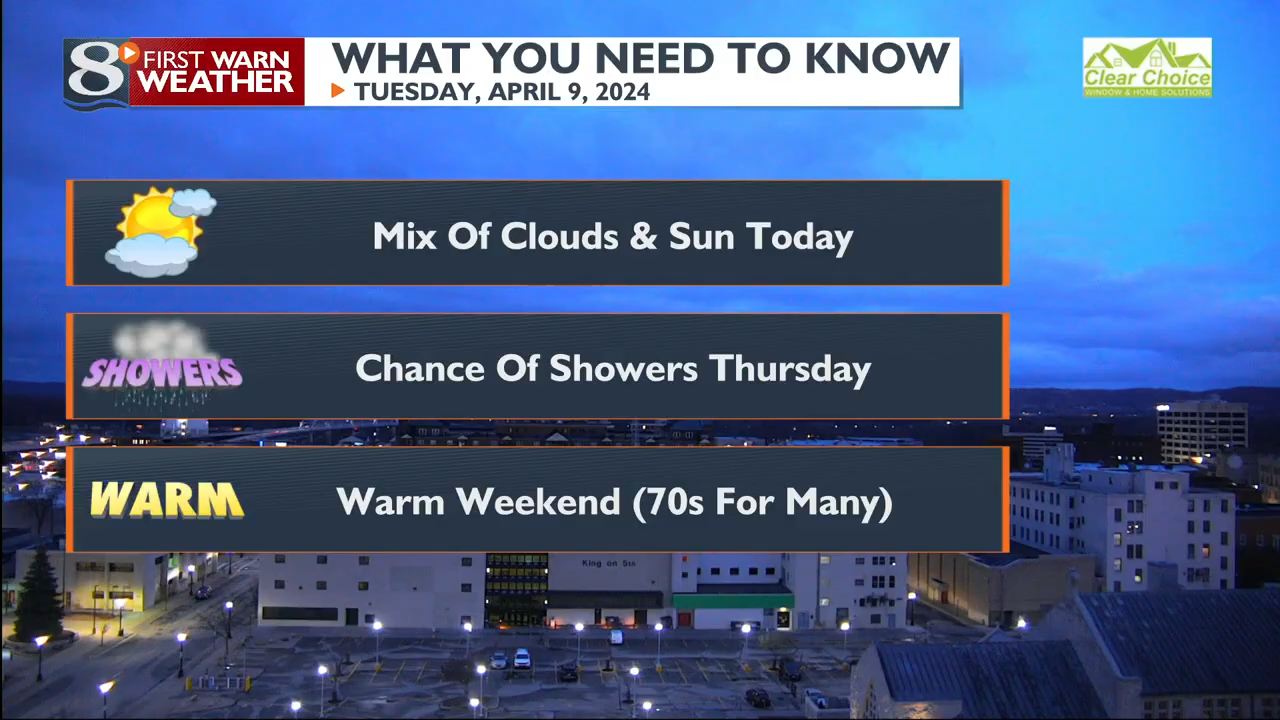 8 FIRST WARN
WEATHER
WHAT YOU NEED TO KNOW
TUESDAY, APRIL 9, 2024
Clear Choice
WINDOW & HOME SOLUTIONS
Mix Of Clouds & Sun Today
SHOWERS
Chance Of Showers Thursday
WARM
Warm Weekend (70s For Many)
King on 5th